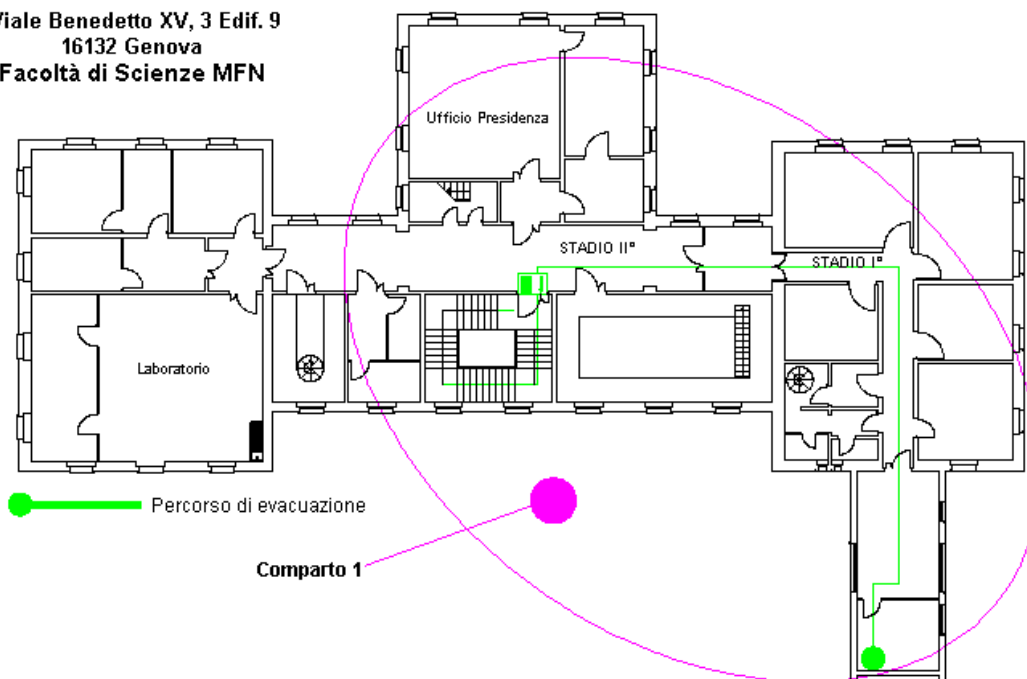 Viale Benedetto XV, 3 Edif. 9
16132 Genova
Facoltà di Scienze MFN
Ufficio Presidenza
STADIO II°
STADIO I°
Laboratorio
Percorso di evacuazione
Comparto 1